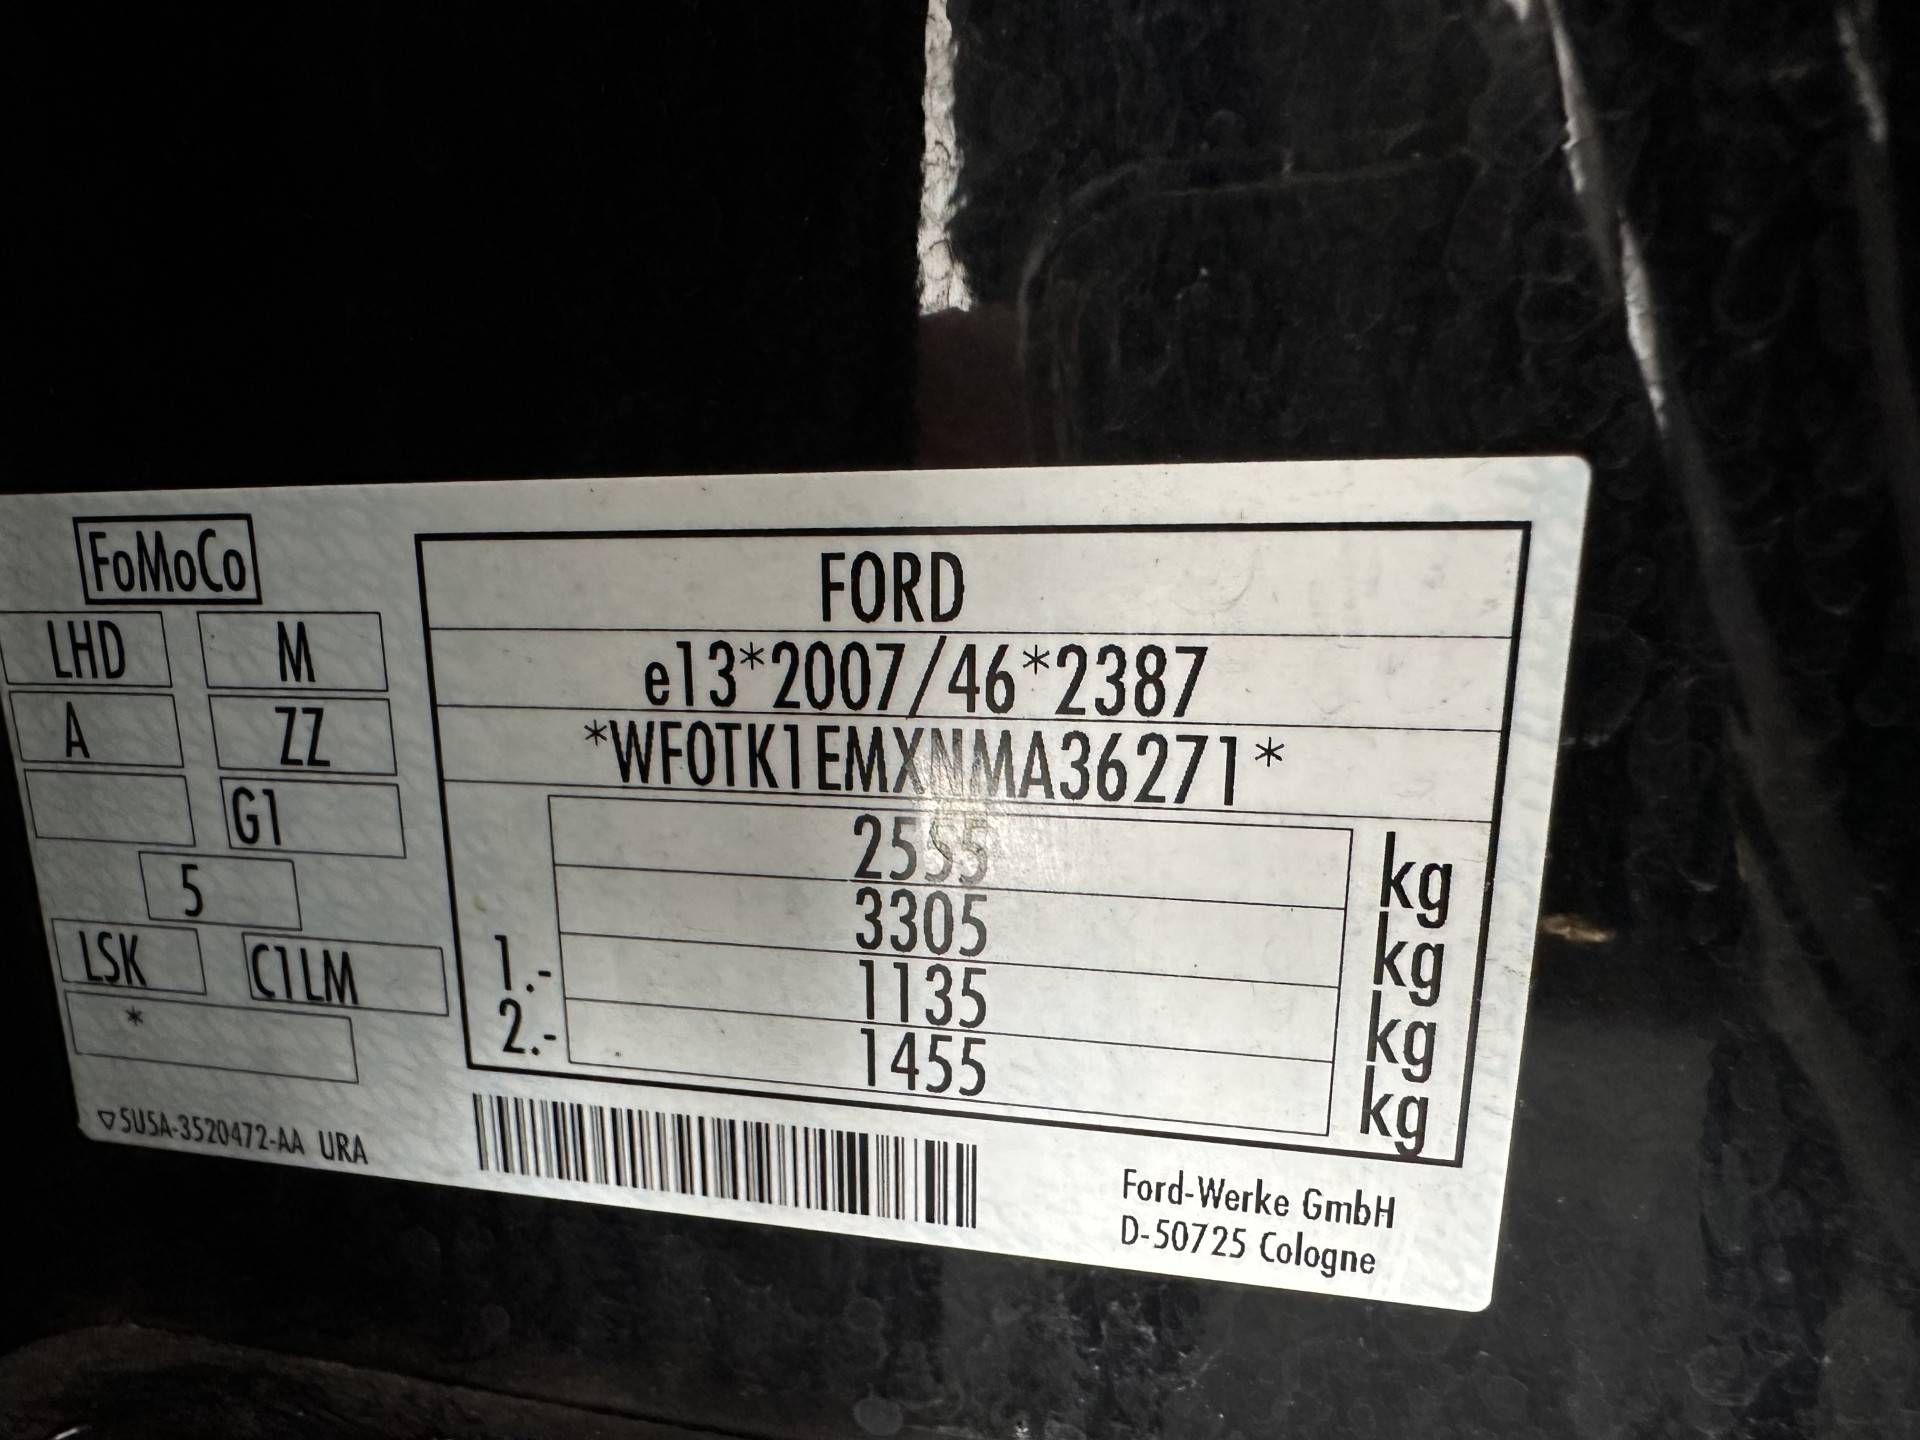 FoMoCo
LHD M
A ZZ
G1
5
LSK C1LM
*
5U5A-3520472-AA URA
FORD
e13*2007/46*2387
*WF0TK1EMXNMA36271*
2555 kg
3305 kg
1.- 1135 kg
2.- 1455 kg
Ford-Werke GmbH
D-50725 Cologne